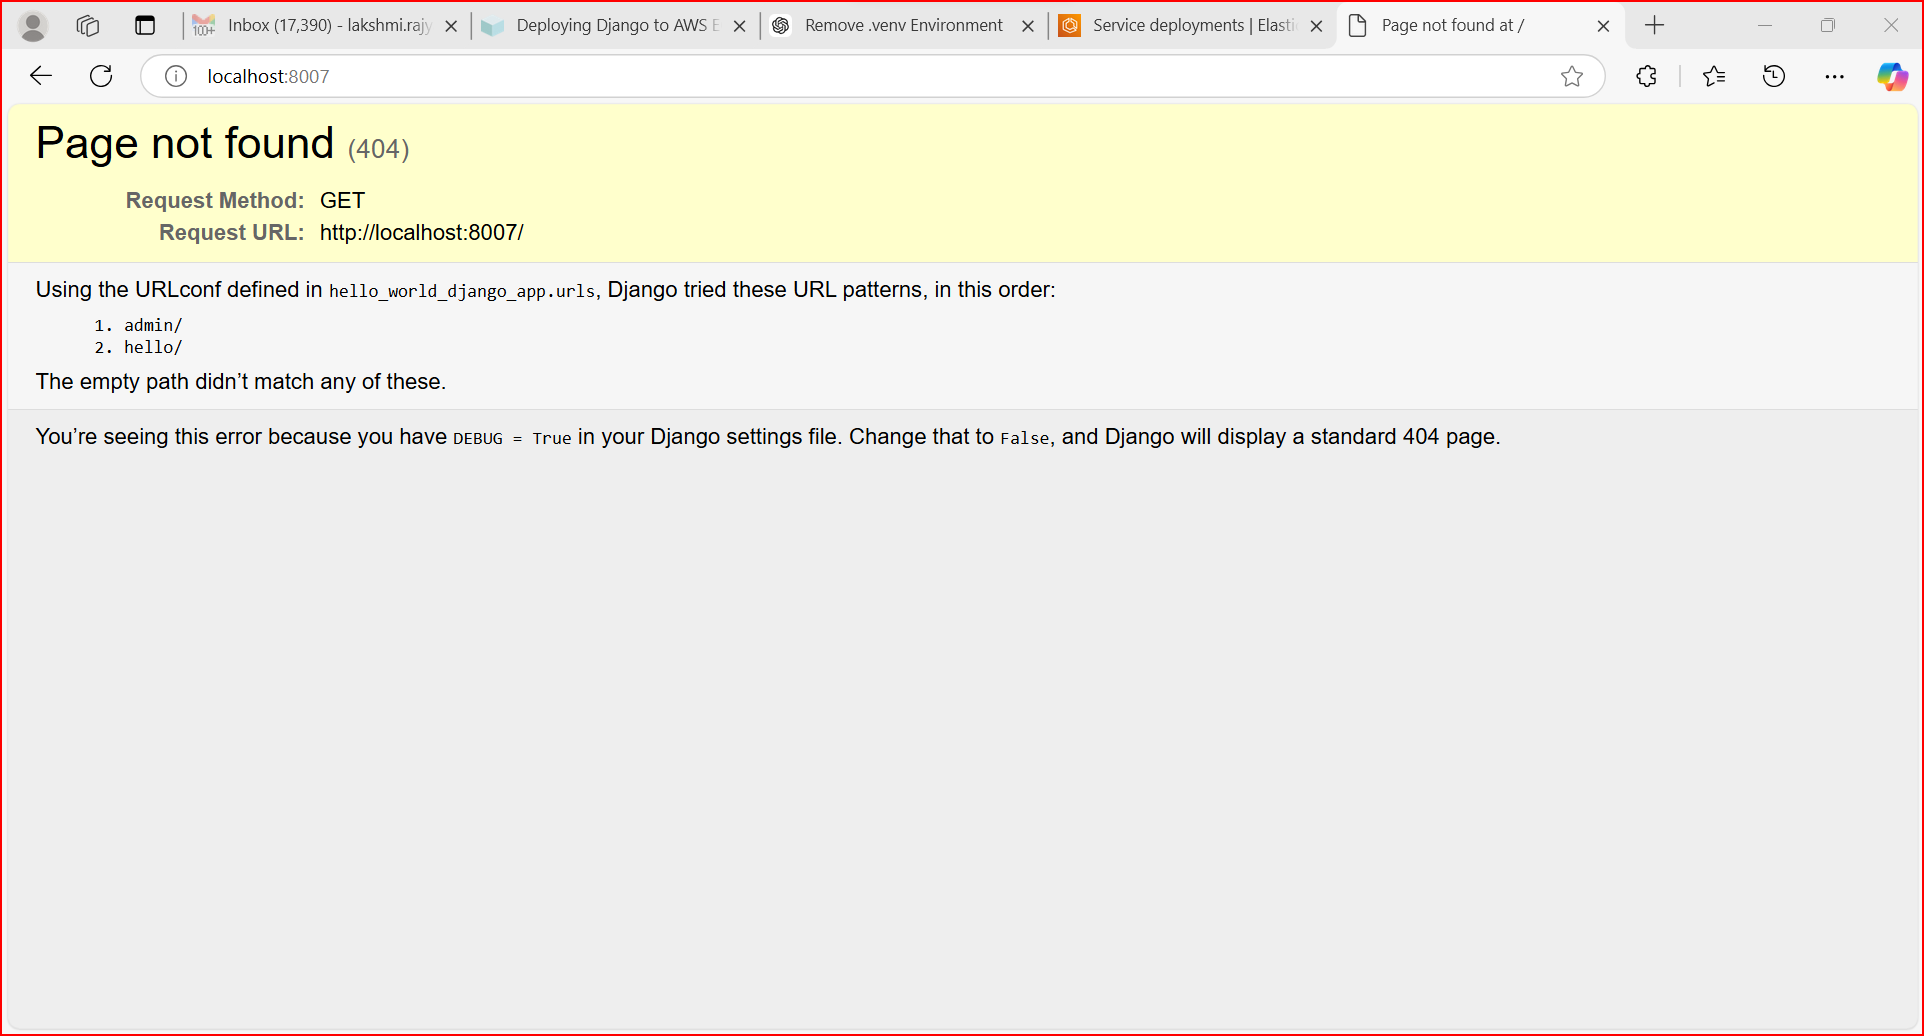 Inbox (17,390) - lakshmi.rajy
Deploying Django to AWS E
Remove .venv Environment
Service deployments | Elasti
Page not found at /
localhost:8007
Page not found (404)
Request Method: GET
Request URL: http://localhost:8007/
Using the URLconf defined in hello_world_django_app.urls, Django tried these URL patterns, in this order:
1. admin/
2. hello/
The empty path didn’t match any of these.
You’re seeing this error because you have DEBUG = True in your Django settings file. Change that to False, and Django will display a standard 404 page.